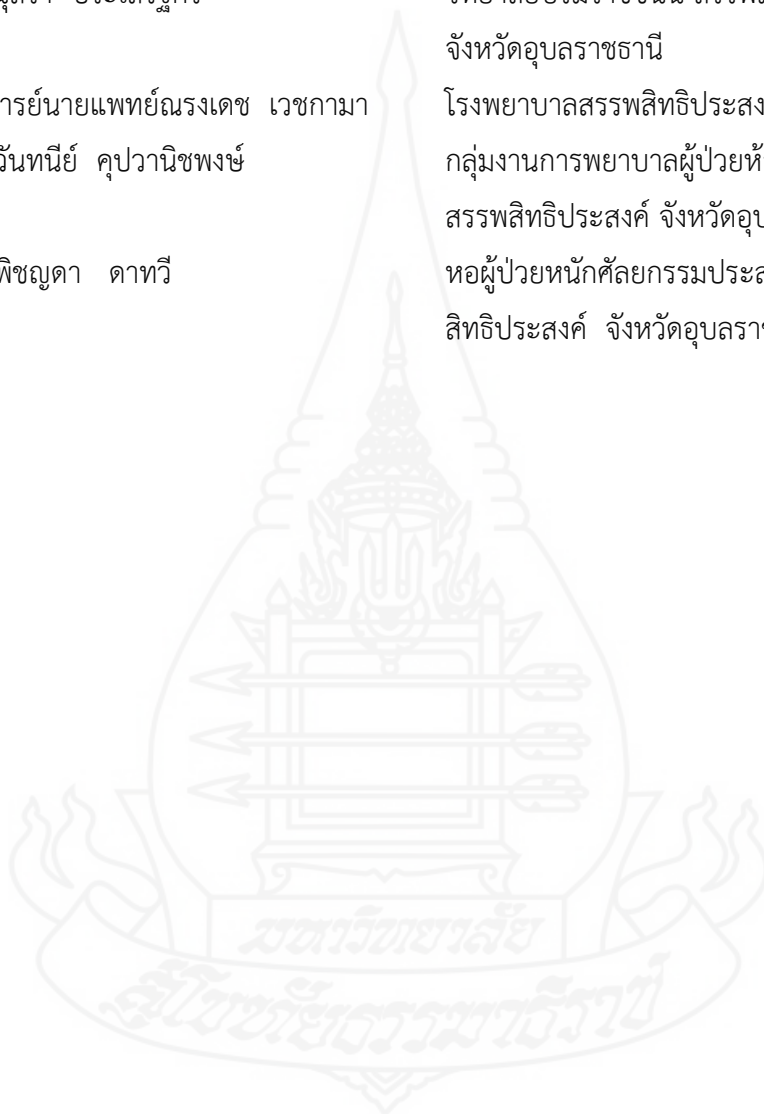 จังหวัดอุบลราชธานี
ารย์นายแพทย์ณรงเดช เวชกามา โรงพยาบาลสรรพสิทธิประสง
วันทนีย์ คุปวานิชพงษ์ กลุ่มงานการพยาบาลผู้ป่วยห้
สรรพสิทธิประสงค์ จังหวัดอุบ
พิชญดา ดาทวี หอผู้ป่วยหนักศัลยกรรมประส
สิทธิประสงค์ จังหวัดอุบลราช
มหาวิทยาลัย
สุโขทัยธรรมาธิราช